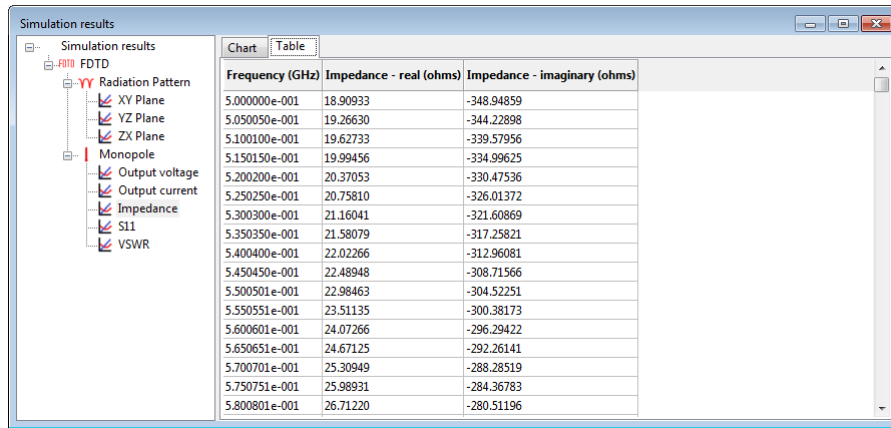 Simulation results
Simulation results
FDTD FDTD
Radiation Pattern
XY Plane
YZ Plane
ZX Plane
Monopole
Output voltage
Output current
Impedance
S11
VSWR
Chart Table
Frequency (GHz) Impedance - real (ohms) Impedance - imaginary (ohms)
5.000000e-001 18.90933 -348.94859
5.050050e-001 19.26630 -344.22898
5.100100e-001 19.62733 -339.57956
5.150150e-001 19.99456 -334.99625
5.200200e-001 20.37053 -330.47536
5.250250e-001 20.75810 -326.01372
5.300300e-001 21.16041 -321.60869
5.350350e-001 21.58079 -317.25821
5.400400e-001 22.02266 -312.96081
5.450450e-001 22.48948 -308.71566
5.500501e-001 22.98463 -304.52251
5.550551e-001 23.51135 -300.38173
5.600601e-001 24.07266 -296.29422
5.650651e-001 24.67125 -292.26141
5.700701e-001 25.30949 -288.28519
5.750751e-001 25.98931 -284.36783
5.800801e-001 26.71220 -280.51196